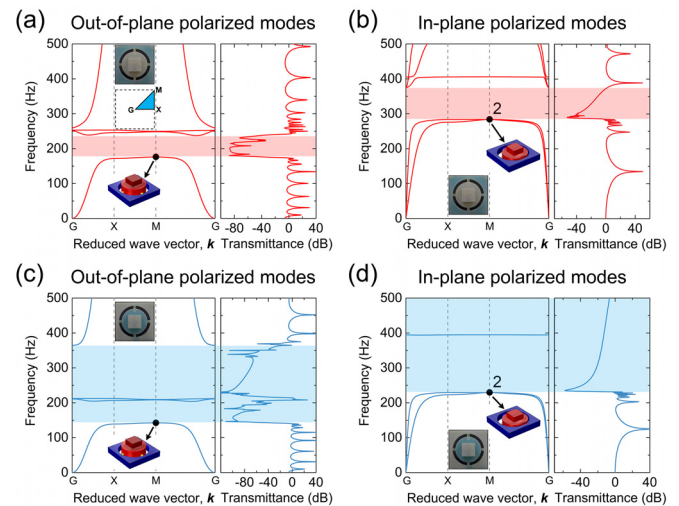 (a) Out-of-plane polarized modes
500
400
300
200
100
0
Frequency (Hz)
M
G X
G X M G
Reduced wave vector, k
-80 -40 0 40
Transmittance (dB)
(b) In-plane polarized modes
500
400
300
200
100
0
Frequency (Hz)
2
G X M G
Reduced wave vector, k
-40 0 40
Transmittance (dB)
(c) Out-of-plane polarized modes
500
400
300
200
100
0
Frequency (Hz)
G X M G
Reduced wave vector, k
-80 -40 0 40
Transmittance (dB)
(d) In-plane polarized modes
500
400
300
200
100
0
Frequency (Hz)
2
G X M G
Reduced wave vector, k
-40 0 40
Transmittance (dB)